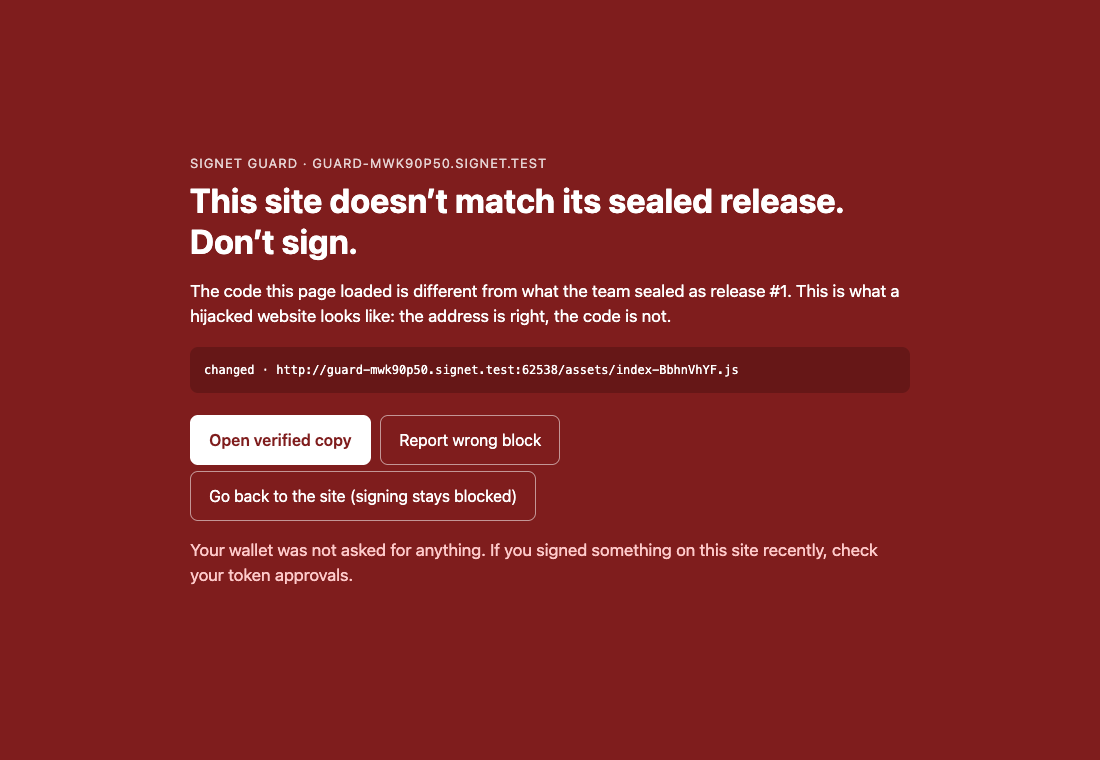 SIGNET GUARD · GUARD-MWK90P50.SIGNET.TEST
This site doesn’t match its sealed release.
Don’t sign.
The code this page loaded is different from what the team sealed as release #1. This is what a
hijacked website looks like: the address is right, the code is not.
changed · http://guard-mwk90p50.signet.test:62538/assets/index-BbhnVhYF.js
Open verified copy
Report wrong block
Go back to the site (signing stays blocked)
Your wallet was not asked for anything. If you signed something on this site recently, check
your token approvals.